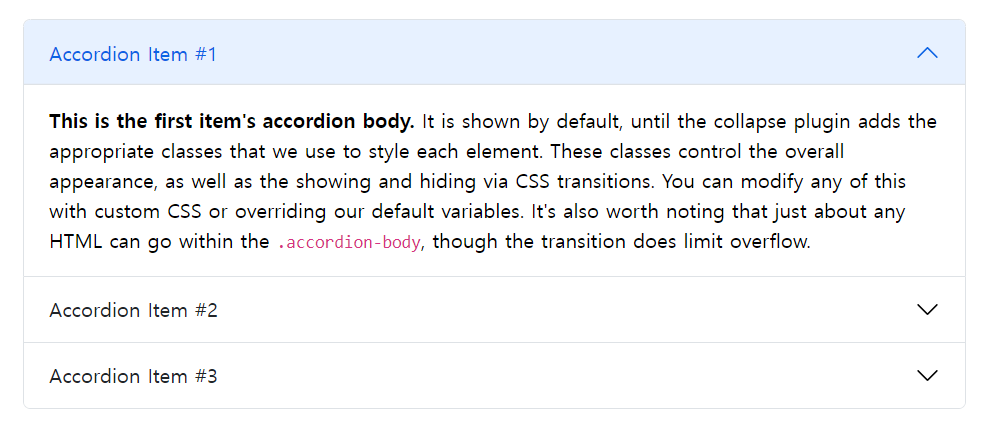 Accordion Item #1
This is the first item's accordion body. It is shown by default, until the collapse plugin adds the
appropriate classes that we use to style each element. These classes control the overall
appearance, as well as the showing and hiding via CSS transitions. You can modify any of this
with custom CSS or overriding our default variables. It's also worth noting that just about any
HTML can go within the .accordion-body, though the transition does limit overflow.
Accordion Item #2
Accordion Item #3